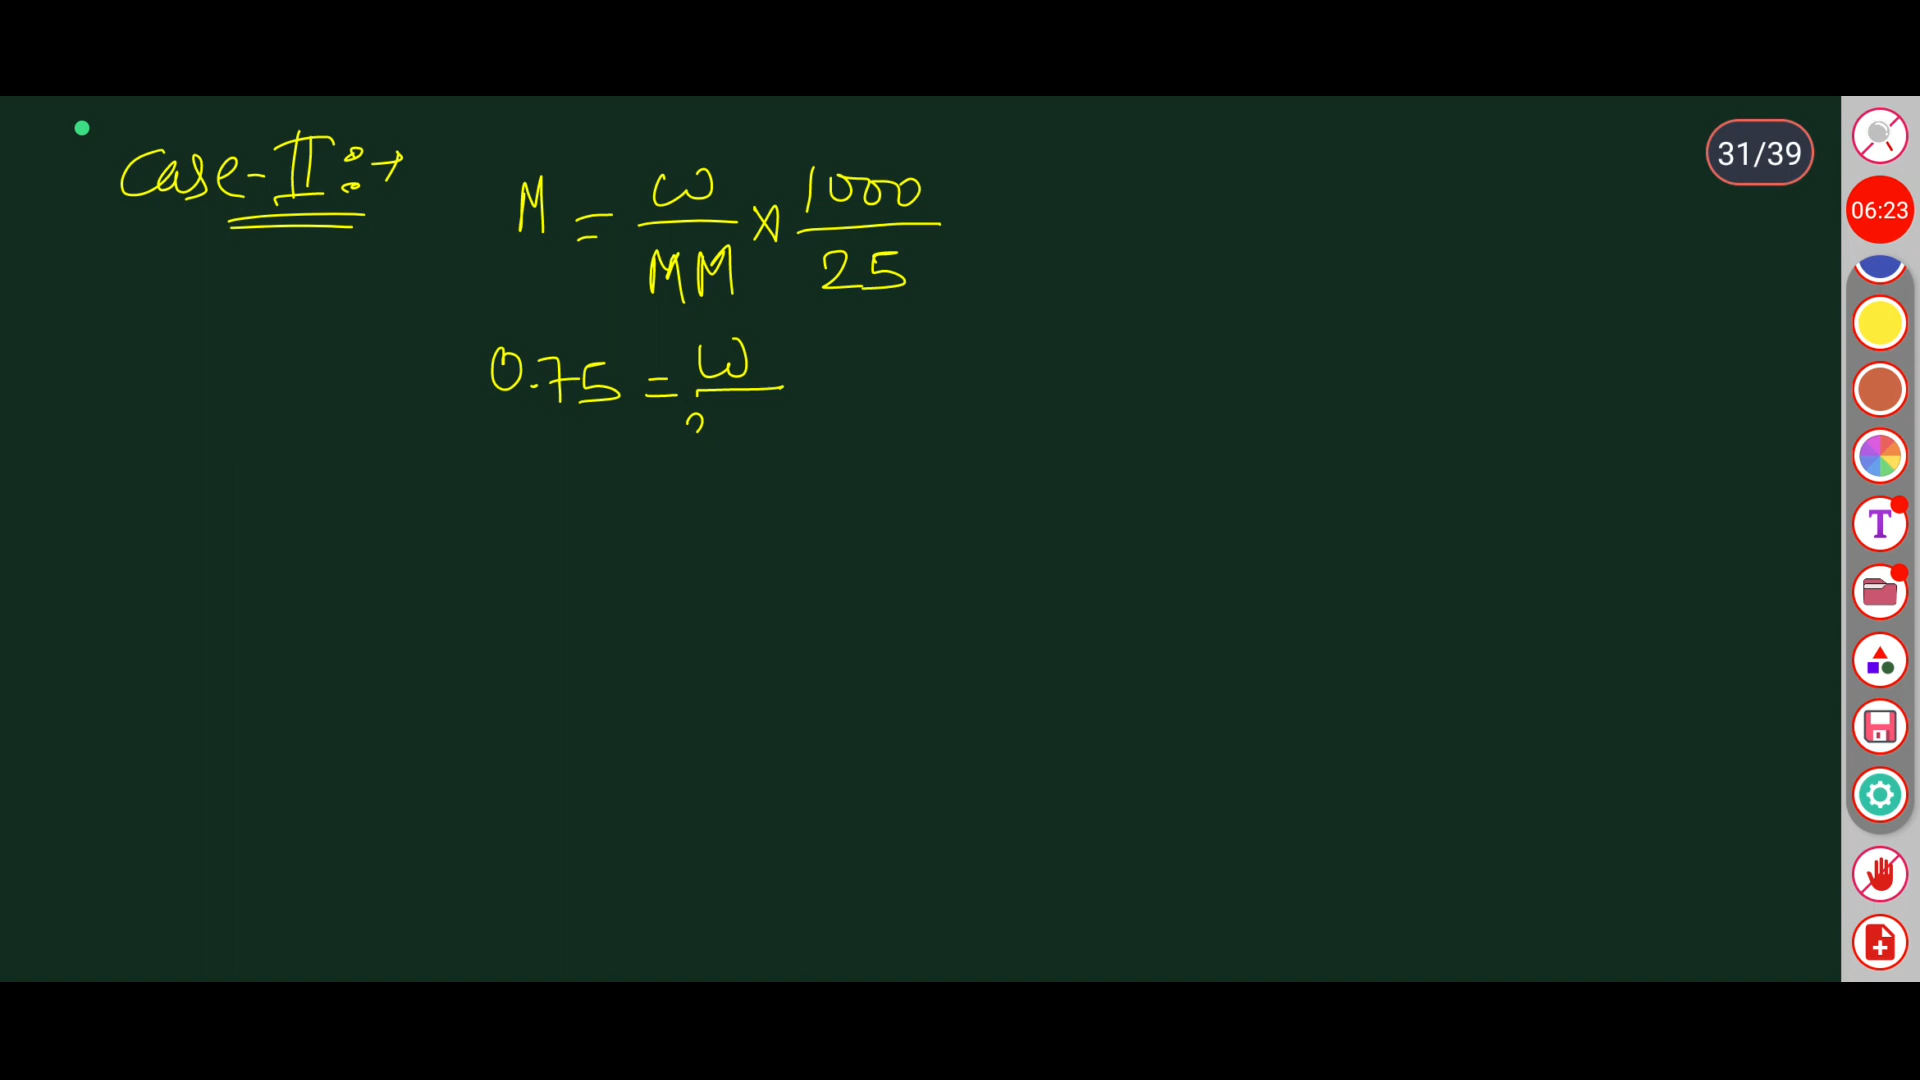 Case-II:→
31/39
M = w/MM × 1000/25
06:23
0.75 = w/
T